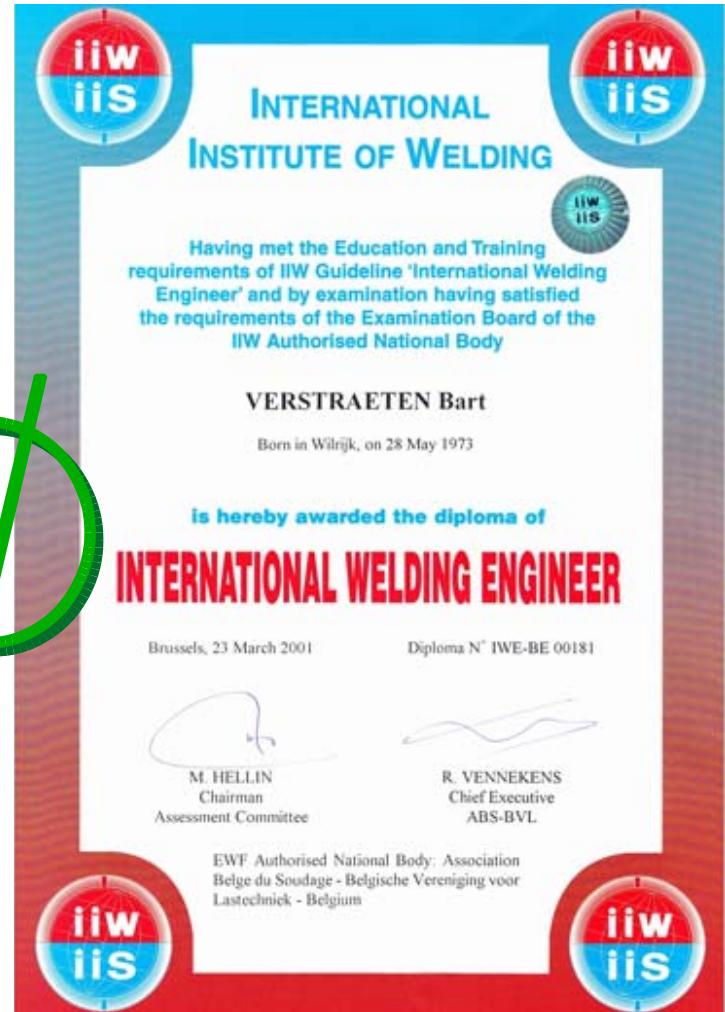 iiw
iis
iiw
iis
INTERNATIONAL
INSTITUTE OF WELDING
iiw
iis
Having met the Education and Training
requirements of IIW Guideline 'International Welding
Engineer' and by examination having satisfied
the requirements of the Examination Board of the
IIW Authorised National Body
VERSTRAETEN Bart
Born in Wilrijk, on 28 May 1973
is hereby awarded the diploma of
INTERNATIONAL WELDING ENGINEER
Brussels, 23 March 2001
Diploma N° IWE-BE 00181
M. HELLIN
Chairman
Assessment Committee
R. VENNEKENS
Chief Executive
ABS-BVL
EWF Authorised National Body: Association
Belge du Soudage - Belgische Vereniging voor
Lastechniek - Belgium
iiw
iis
iiw
iis